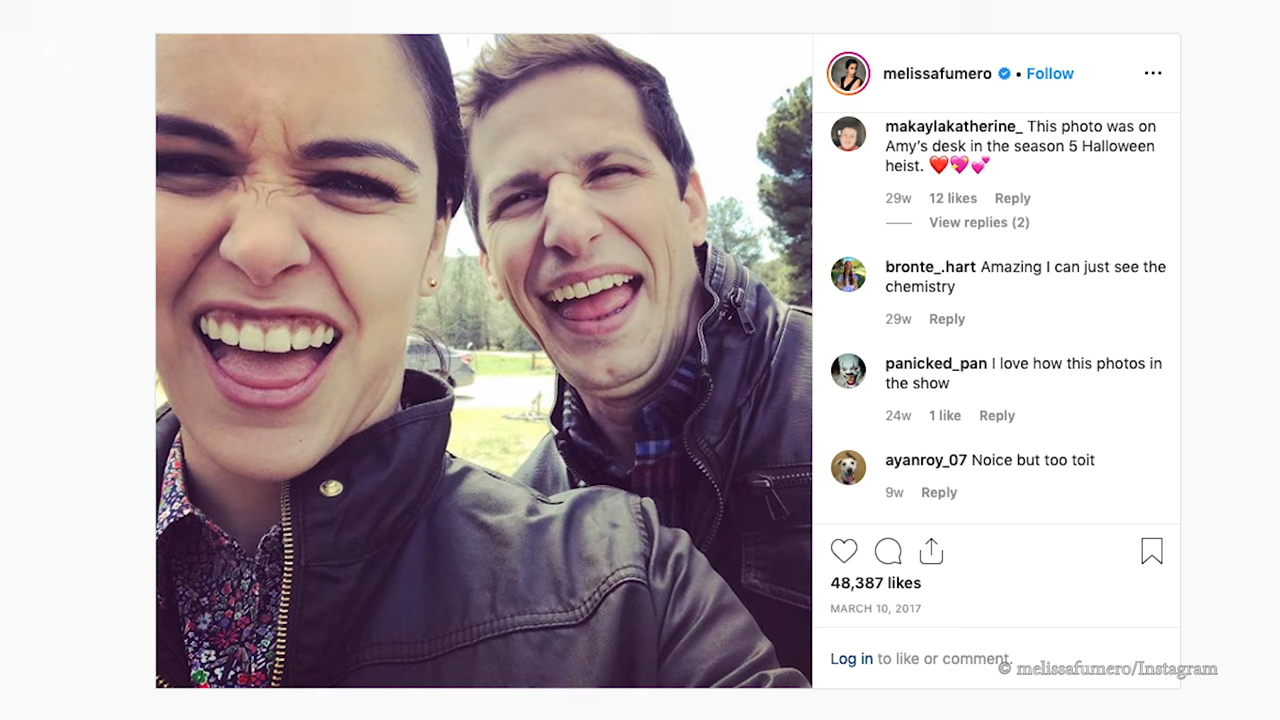 melissafumero • Follow
makaylakatherine_ This photo was on
Amy's desk in the season 5 Halloween
heist. ❤️💖💕
29w 12 likes Reply
View replies (2)
bronte_.hart Amazing I can just see the
chemistry
29w Reply
panicked_pan I love how this photos in
the show
24w 1 like Reply
ayanroy_07 Noice but too toit
9w Reply
48,387 likes
MARCH 10, 2017
Log in to like or comment.
© melissafumero/Instagram